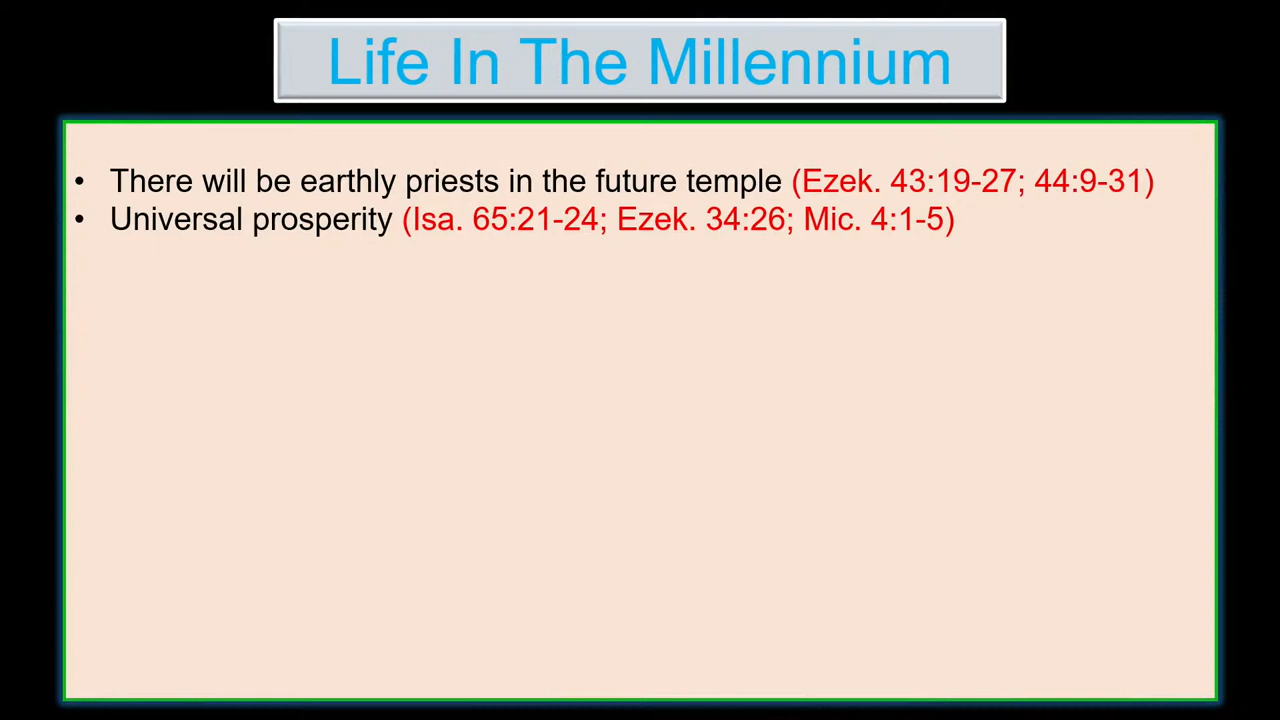 Life In The Millennium
• There will be earthly priests in the future temple (Ezek. 43:19-27; 44:9-31)
• Universal prosperity (Isa. 65:21-24; Ezek. 34:26; Mic. 4:1-5)